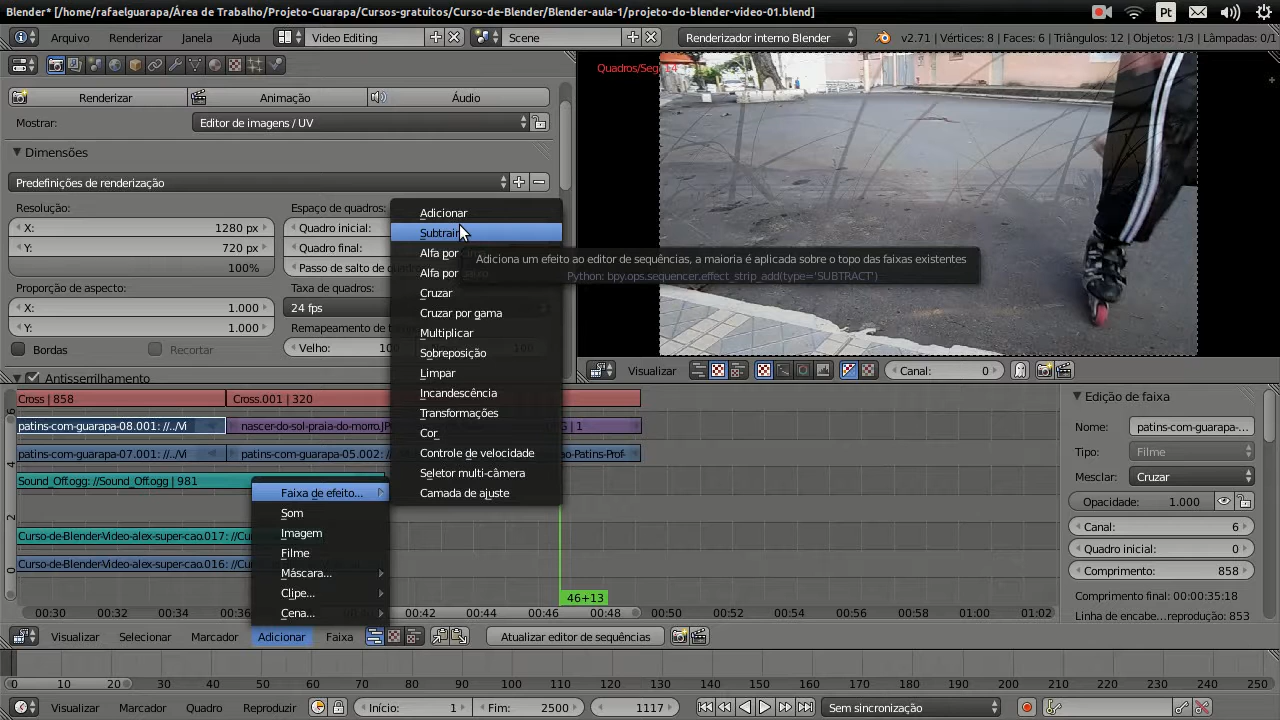 Blender* [/home/rafaelguarapa/Área de Trabalho/Projeto-Guarapa/Cursos-gratuitos/Curso-de-Blender/Blender-aula-1/projeto-do-blender-video-01.blend]
Pt
Arquivo Renderizar Janela Ajuda Video Editing Scene Renderizador interno Blender v2.71 | Vértices: 8 | Faces: 6 | Triângulos: 12 | Objetos: 1/3 | Lâmpadas: 0/1
Renderizar Animação Áudio
Mostrar: Editor de imagens / UV
Dimensões
Predefinições de renderização
Resolução: Espaço de quadros:
X: 1280 px Quadro inicial:
Y: 720 px Quadro final:
100% Passo de salto de
Proporção de aspecto: Taxa de quadros:
X: 1.000 24 fps
Y: 1.000 Remapeamento de
Bordas Recortar Velho: 100
Antisserrilhamento
Quadros/Seg:
Adicionar
Subtrair
Alfa por
Alfa por
Cruzar
Cruzar por gama
Multiplicar
Sobreposição
Limpar
Incandescência
Transformações
Cor
Controle de velocidade
Seletor multi-câmera
Camada de ajuste
Adiciona um efeito ao editor de sequências, a maioria é aplicada sobre o topo das faixas existentes
Python: bpy.ops.sequencer.effect_strip_add(type='SUBTRACT')
Visualizar Canal: 0
Cross | 858 Cross.001 | 320
patins-com-guarapa-08.001: //../Vi nascer-do-sol-praia-do-morro.JP G | 1
patins-com-guarapa-07.001: //../Vi patins-com-guarapa-05.002: / ao-Patins-Prof-
Sound_Off.ogg: //Sound_Off.ogg | 981
Curso-de-BlenderVideo-alex-super-cao.017: //Cur
Curso-de-BlenderVideo-alex-super-cao.016: //Cur
6
4
2
0
Faixa de efeito...
Som
Imagem
Filme
Máscara...
Clipe...
Cena...
46+13
00:30 00:32 00:34 00:36 00:42 00:44 00:46 00:48 00:50 00:52 00:54 00:56 00:58 01:00 01:02
Edição de faixa
Nome: patins-com-guarapa-...
Tipo: Filme
Mesclar: Cruzar
Opacidade: 1.000
Canal: 6
Quadro inicial: 0
Comprimento: 858
Comprimento final: 00:00:35:18
Linha de encabe...reprodução: 853
Visualizar Selecionar Marcador Adicionar Faixa Atualizar editor de sequências
0 10 20 30 40 50 60 70 80 90 100 110 120 130 140 150 160 170 180 190 200 210 220 230 240 250
Visualizar Marcador Quadro Reproduzir Início: 1 Fim: 2500 1117 Sem sincronização